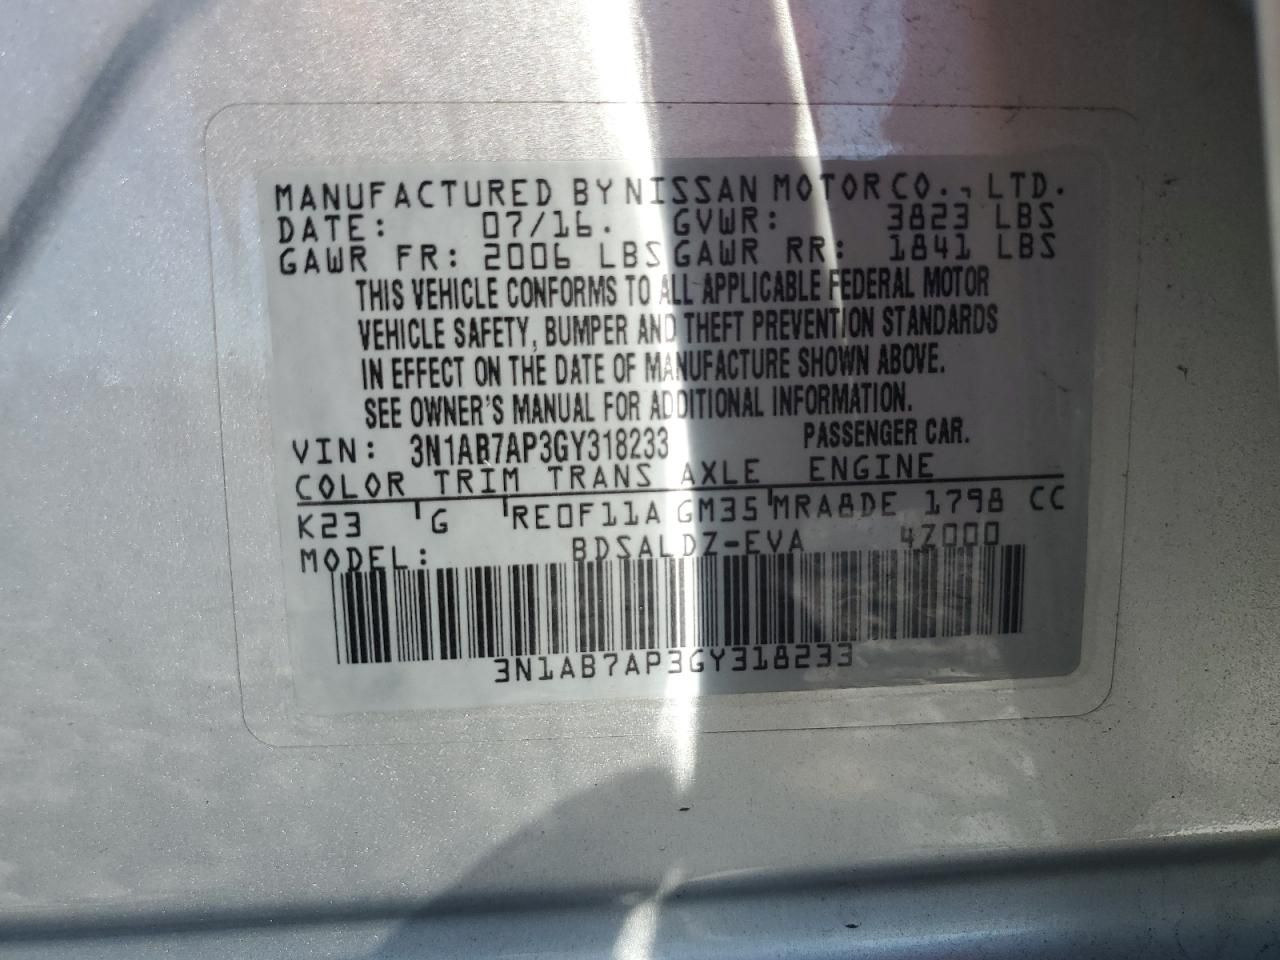 MANUFACTURED BY NISSAN MOTOR CO., LTD.
DATE: 07/16. GVWR: 3823 LBS
GAWR FR: 2006 LBS GAWR RR: 1841 LBS
THIS VEHICLE CONFORMS TO ALL APPLICABLE FEDERAL MOTOR
VEHICLE SAFETY, BUMPER AND THEFT PREVENTION STANDARDS
IN EFFECT ON THE DATE OF MANUFACTURE SHOWN ABOVE.
SEE OWNER'S MANUAL FOR ADDITIONAL INFORMATION.
VIN: 3N1AB7AP3GY318233 PASSENGER CAR.
COLOR TRIM TRANS AXLE ENGINE
K23 G RE0F11A GM35 MRA8DE 1798 CC
MODEL: BDSALDZ-EVA 4Z000
3N1AB7AP3GY318233